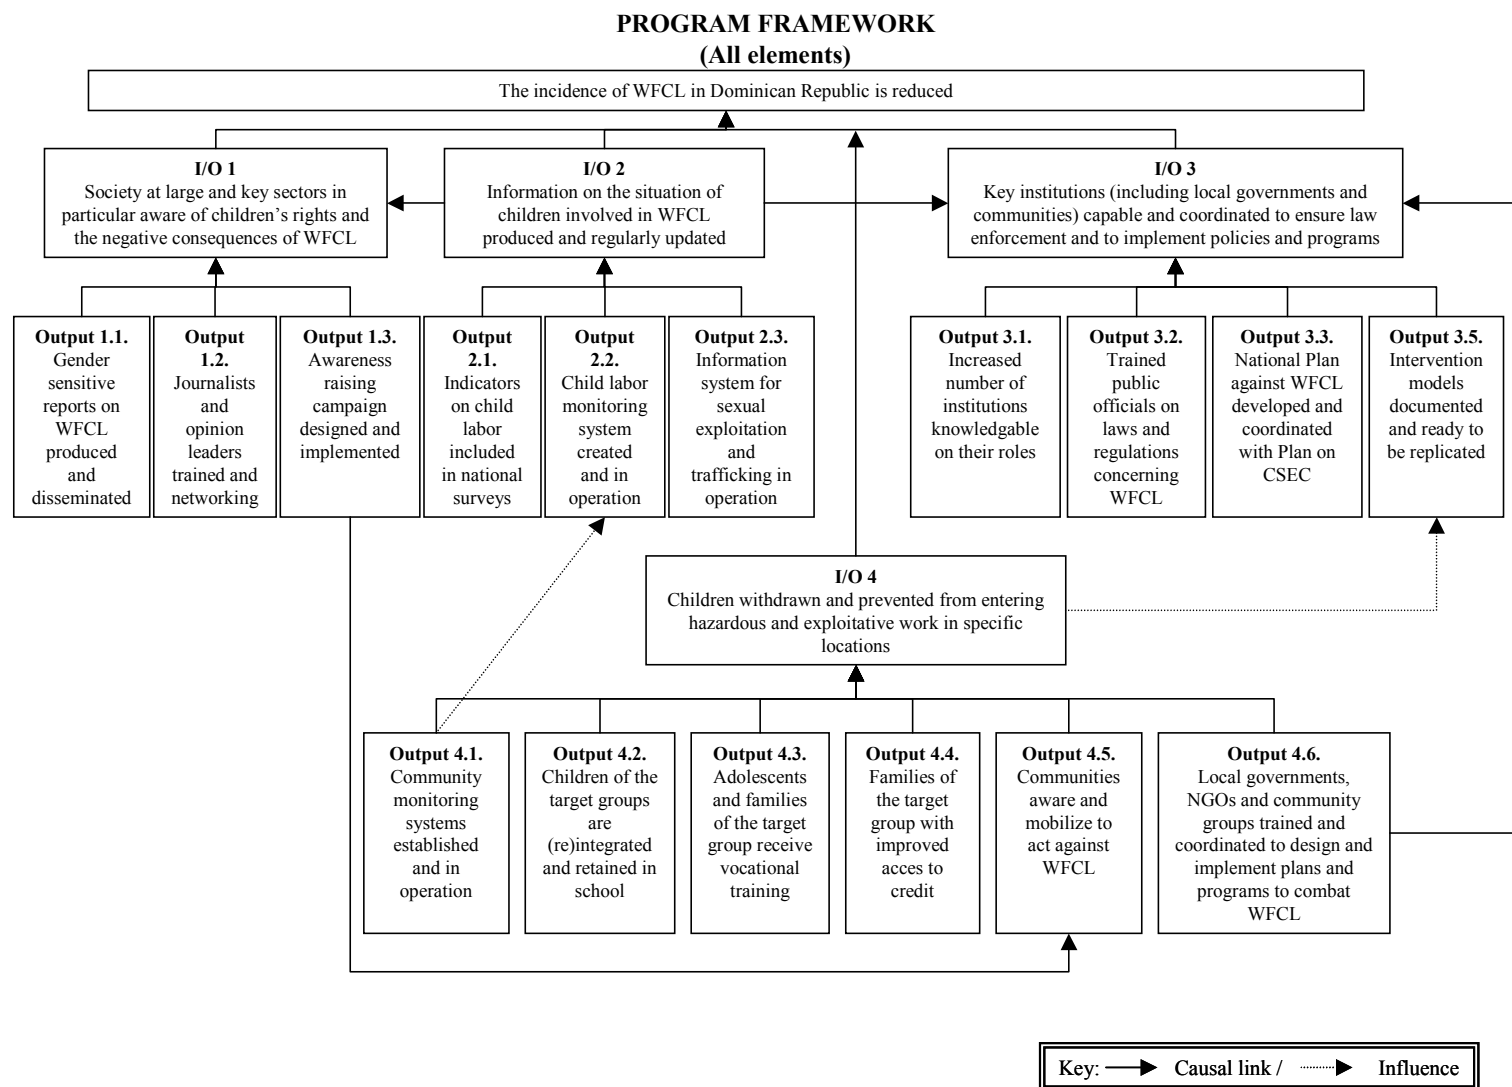 PROGRAM FRAMEWORK
(All elements)
The incidence of WFCL in Dominican Republic is reduced
I/O 1
Society at large and key sectors in
particular aware of children’s rights and
the negative consequences of WFCL
I/O 2
Information on the situation of
children involved in WFCL
produced and regularly updated
I/O 3
Key institutions (including local governments and
communities) capable and coordinated to ensure law
enforcement and to implement policies and programs
Output 1.1.
Gender
sensitive
reports on
WFCL
produced
and
disseminated
Output
1.2.
Journalists
and
opinion
leaders
trained and
networking
Output 1.3.
Awareness
raising
campaign
designed and
implemented
Output
2.1.
Indicators
on child
labor
included
in national
surveys
Output
2.2.
Child labor
monitoring
system
created
and in
operation
Output 2.3.
Information
system for
sexual
exploitation
and
trafficking in
operation
Output 3.1.
Increased
number of
institutions
knowledgable
on their roles
Output 3.2.
Trained
public
officials on
laws and
regulations
concerning
WFCL
Output 3.3.
National Plan
against WFCL
developed and
coordinated
with Plan on
CSEC
Output 3.5.
Intervention
models
documented
and ready to
be replicated
I/O 4
Children withdrawn and prevented from entering
hazardous and exploitative work in specific
locations
Output 4.1.
Community
monitoring
systems
established
and in
operation
Output 4.2.
Children of the
target groups
are
(re)integrated
and retained in
school
Output 4.3.
Adolescents
and families
of the target
group receive
vocational
training
Output 4.4.
Families of
the target
group with
improved
acces to
credit
Output 4.5.
Communities
aware and
mobilize to
act against
WFCL
Output 4.6.
Local governments,
NGOs and community
groups trained and
coordinated to design and
implement plans and
programs to combat
WFCL
Key: Causal link / Influence